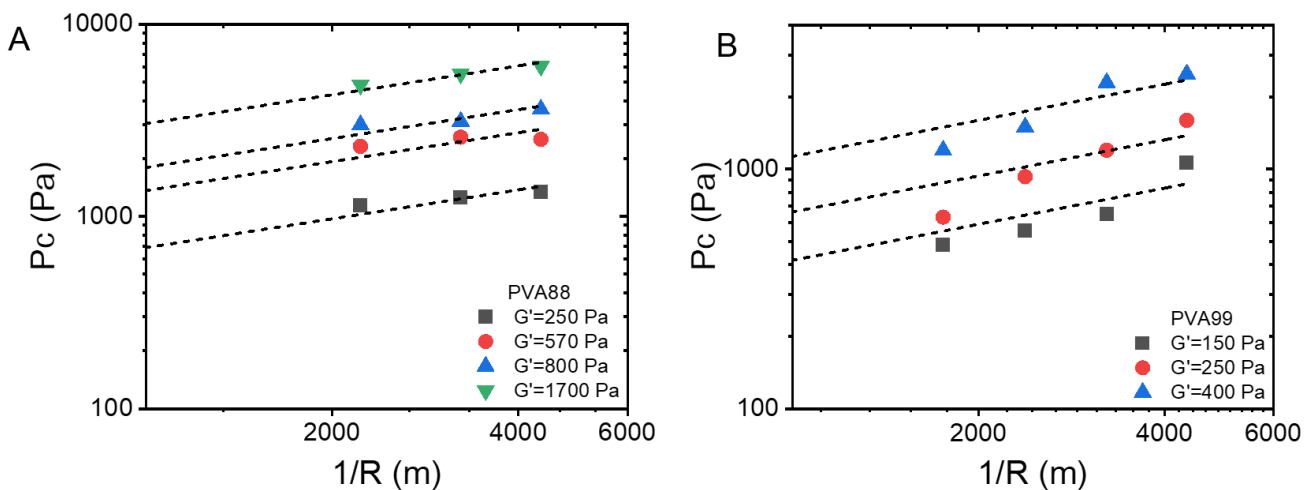 A
10000
1000
100
Pc (Pa)
PVA88
G'=250 Pa
G'=570 Pa
G'=800 Pa
G'=1700 Pa
2000
4000
6000
1/R (m)
B
1000
100
Pc (Pa)
PVA99
G'=150 Pa
G'=250 Pa
G'=400 Pa
2000
4000
6000
1/R (m)